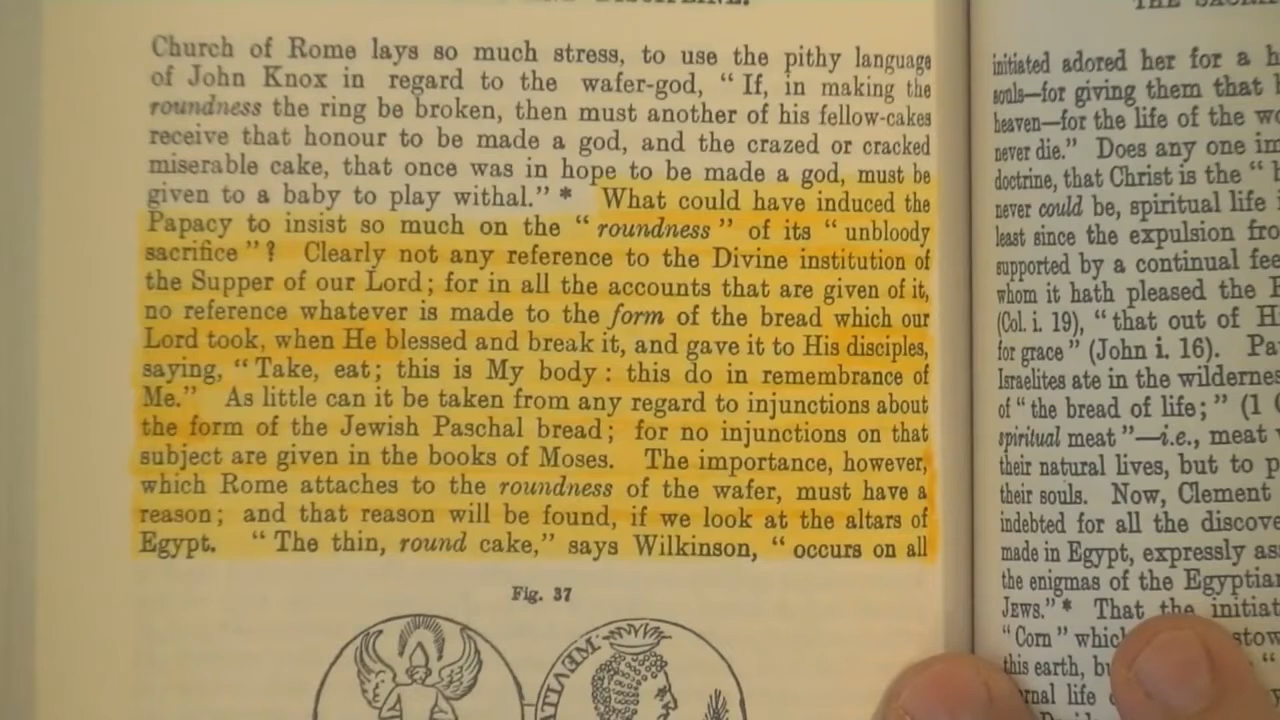 DISCIPLINE.
Church of Rome lays so much stress, to use the pithy language
of John Knox in regard to the wafer-god, “ If, in making the
roundness the ring be broken, then must another of his fellow-cakes
receive that honour to be made a god, and the crazed or cracked
miserable cake, that once was in hope to be made a god, must be
given to a baby to play withal.” * What could have induced the
Papacy to insist so much on the “ roundness ” of its “ unbloody
sacrifice ” ? Clearly not any reference to the Divine institution of
the Supper of our Lord ; for in all the accounts that are given of it,
no reference whatever is made to the form of the bread which our
Lord took, when He blessed and break it, and gave it to His disciples,
saying, “ Take, eat ; this is My body : this do in remembrance of
Me.” As little can it be taken from any regard to injunctions about
the form of the Jewish Paschal bread ; for no injunctions on that
subject are given in the books of Moses. The importance, however,
which Rome attaches to the roundness of the wafer, must have a
reason ; and that reason will be found, if we look at the altars of
Egypt. “ The thin, round cake,” says Wilkinson, “ occurs on all
Fig. 37
THE
initiated adored her for a
souls—for giving them that
heaven—for the life of the
never die.” Does any one
doctrine, that Christ is the “
never could be, spiritual life
least since the expulsion
supported by a continual
whom it hath pleased the
(Col. i. 19), “ that out of
for grace ” (John i. 16).
Israelites ate in the
of “ the bread of life ; ” (1
spiritual meat ”—i.e., meat
their natural lives, but to
their souls. Now, Clement
indebted for all the
made in Egypt, expressly
the enigmas of the
JEWS.” * That the
“ Corn ”
this earth,
life